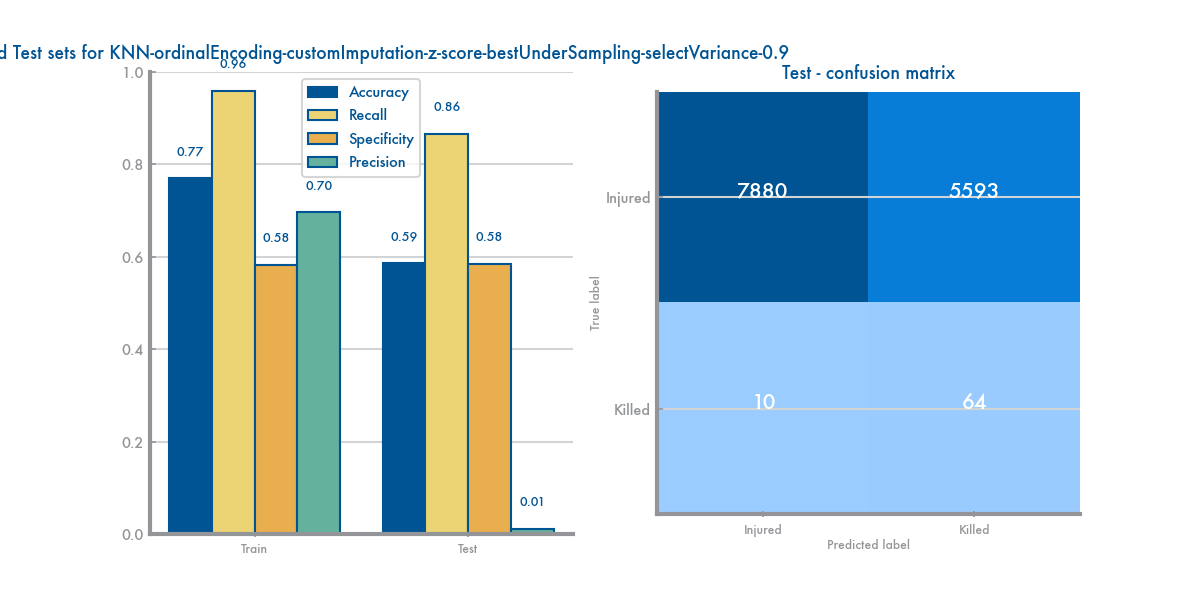 d Test sets for KNN-ordinalEncoding-customImputation-z-score-bestUnderSampling-selectVariance-0.9
1.0
0.8
0.6
0.4
0.2
0.0
0.77
0.96
0.58
0.70
0.59
0.86
0.58
0.01
Accuracy
Recall
Specificity
Precision
Train
Test
Test - confusion matrix
True label
Injured
Killed
7880
5593
10
64
Injured
Killed
Predicted label